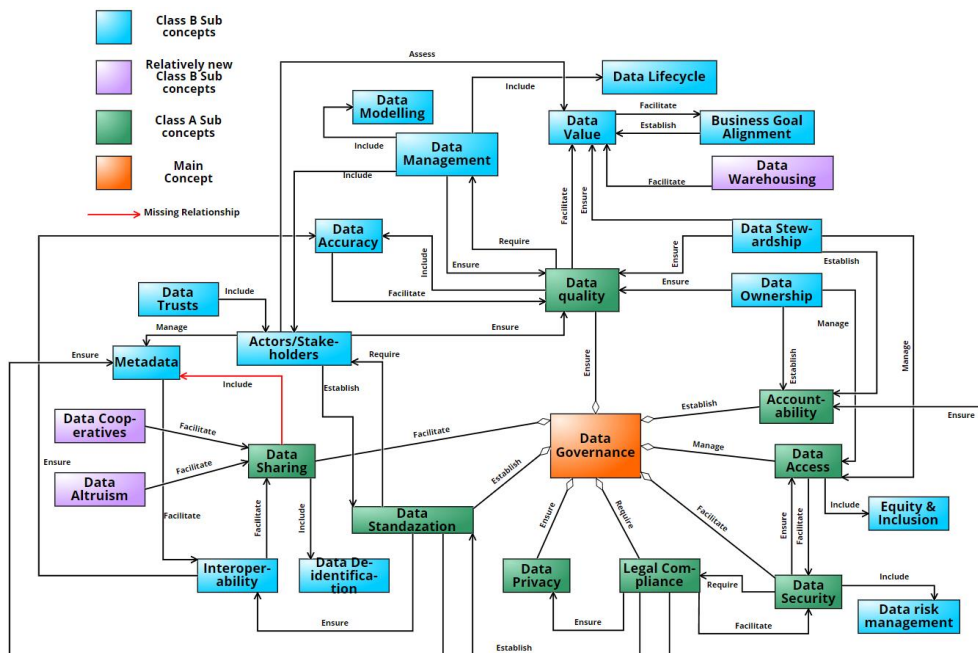 Class B Sub
concepts
Relatively new
Class B Sub
concepts
Class A Sub
concepts
Main
Concept
Missing Relationship
Assess
Data Lifecycle
Include
Data
Modelling
Include
Data
Management
Include
Data
Value
Facilitate
Establish
Business Goal
Alignment
Data
Warehousing
Facilitate
Facilitate
Ensure
Data Stew-
ardship
Establish
Ensure
Data
Accuracy
Include
Require
Ensure
Facilitate
Data
quality
Ensure
Data
Ownership
Manage
Manage
Establish
Data
Trusts
Include
Manage
Actors/Stake-
holders
Ensure
Require
Establish
Ensure
Ensure
Metadata
Include
Data Coop-
eratives
Facilitate
Ensure
Data
Altruism
Facilitate
Data
Sharing
Facilitate
Data
Governance
Establish
Account-
ability
Ensure
Manage
Data
Access
Include
Equity &
Inclusion
Establish
Facilitate
Facilitate
Include
Data
Standazation
Ensure
Require
Facilitate
Ensure
Facilitate
Interoper-
ability
Data De-
identifica-
tion
Data
Privacy
Legal Com-
pliance
Require
Data
Security
Include
Data risk
management
Ensure
Ensure
Facilitate
Establish